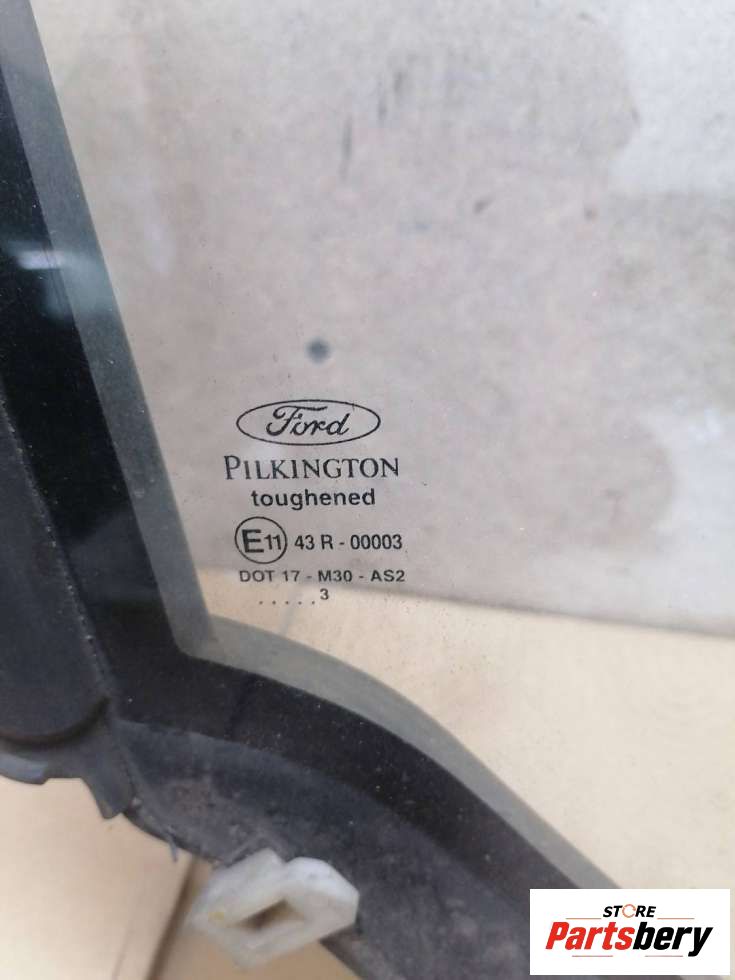 Ford
PILKINGTON
toughened
E11 43 R - 00003
DOT 17 - M30 - AS2
. . . . . 3
STORE
Partsbery